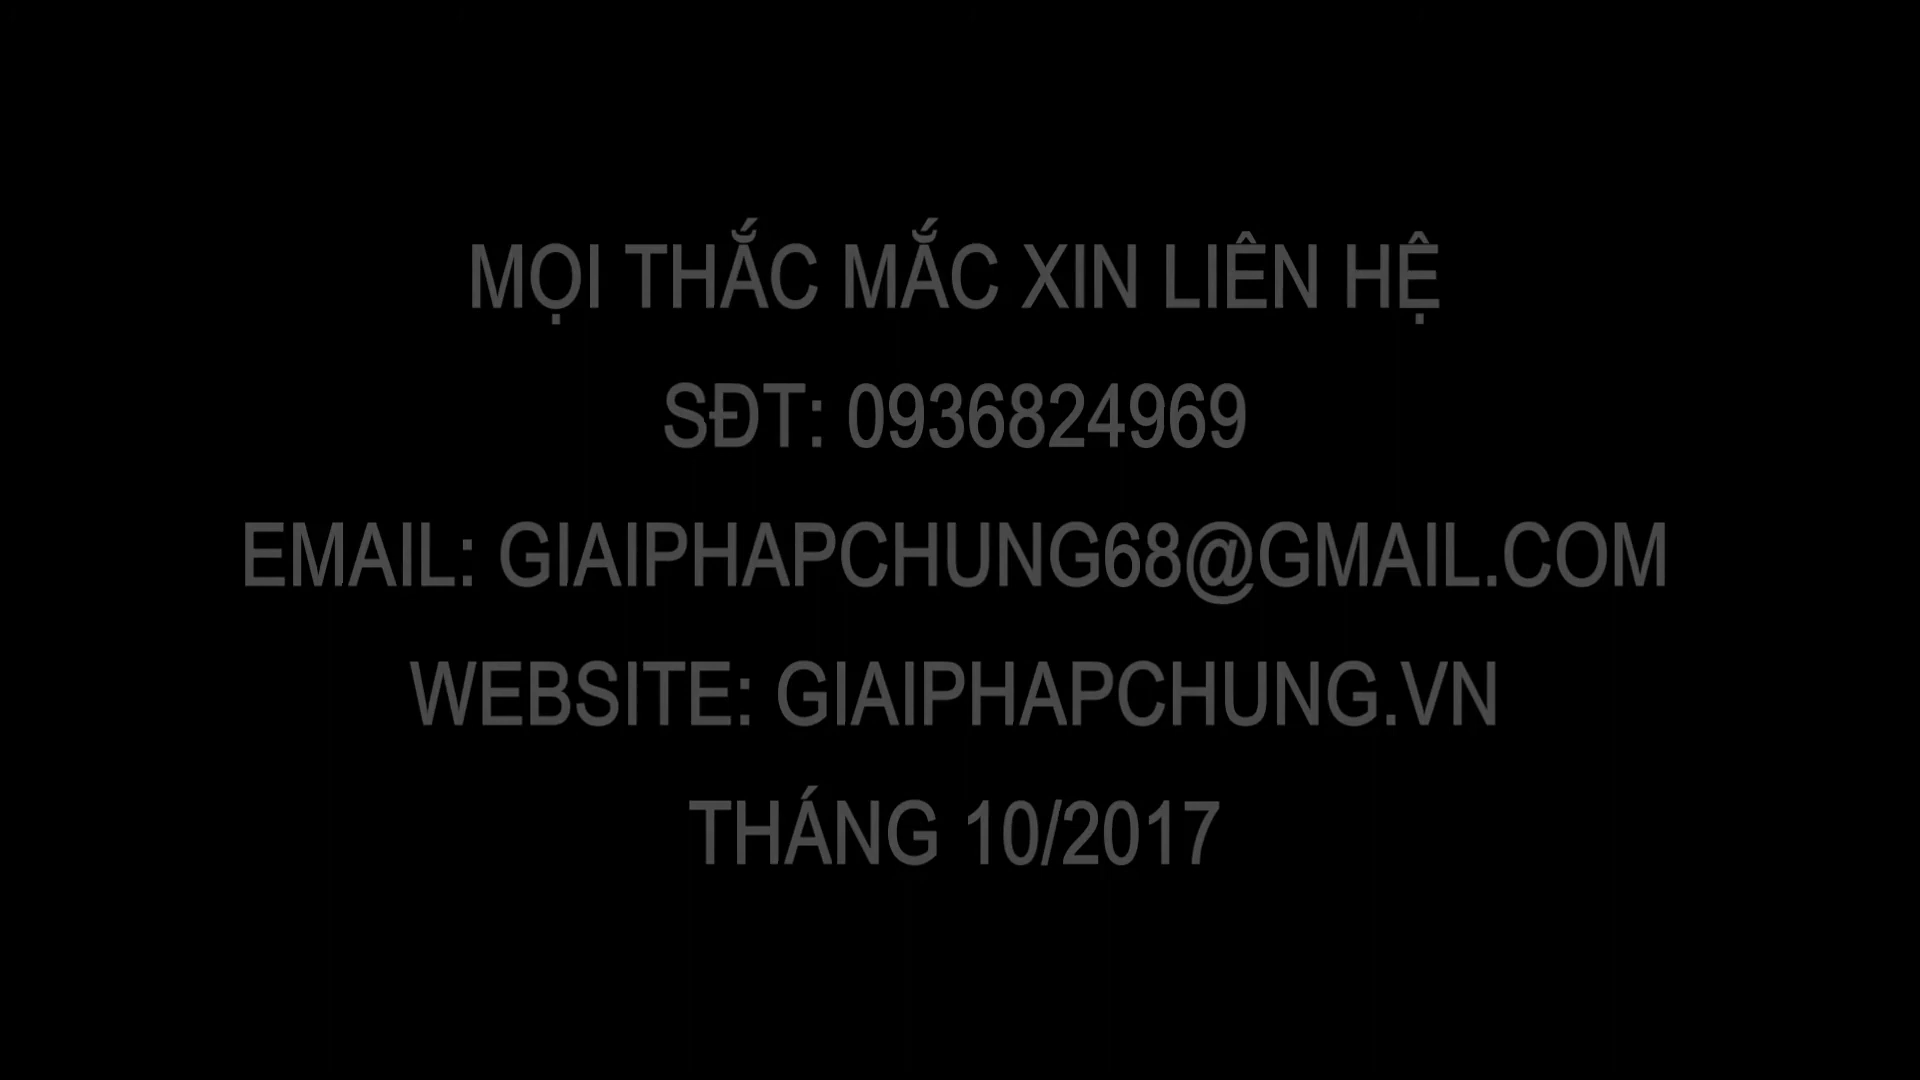 MỌI THẮC MẮC XIN LIÊN HỆ
SĐT: 0936824969
EMAIL: GIAIPHAPCHUNG68@GMAIL.COM
WEBSITE: GIAIPHAPCHUNG.VN
THÁNG 10/2017